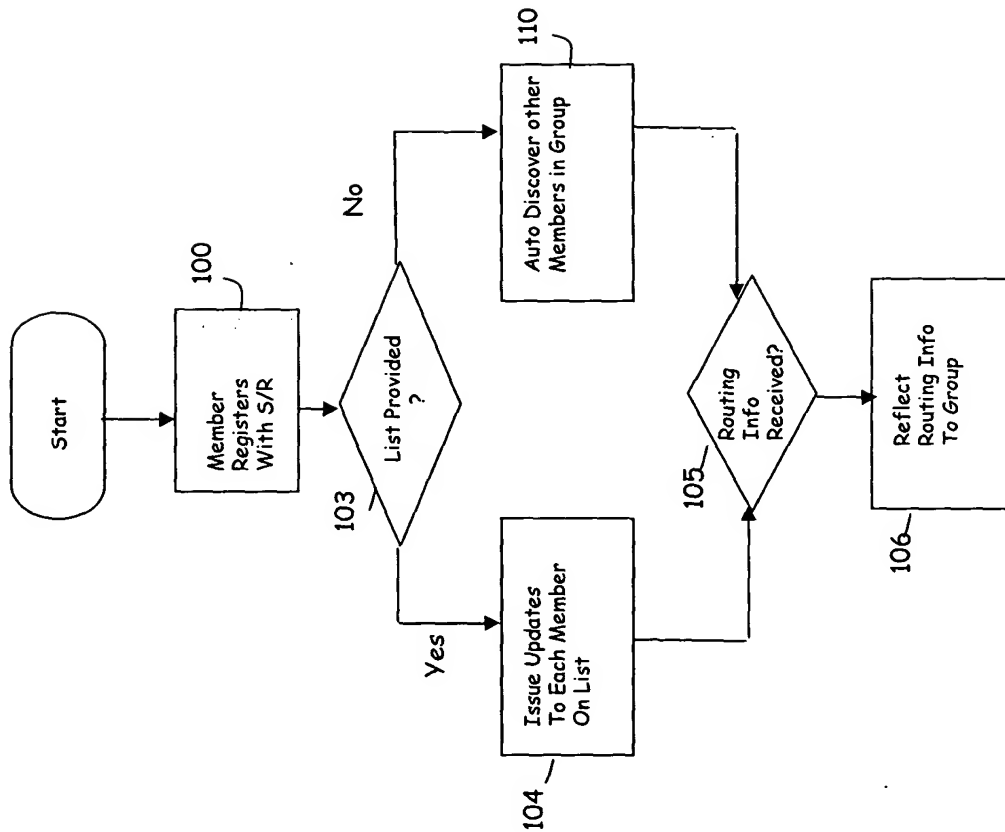 Start
100
Member
Registers
With S/R
103
List Provided
?
Yes
No
104
Issue Updates
To Each Member
On List
110
Auto Discover other
Members in Group
105
Routing
Info
Received?
106
Reflect
Routing Info
To Group